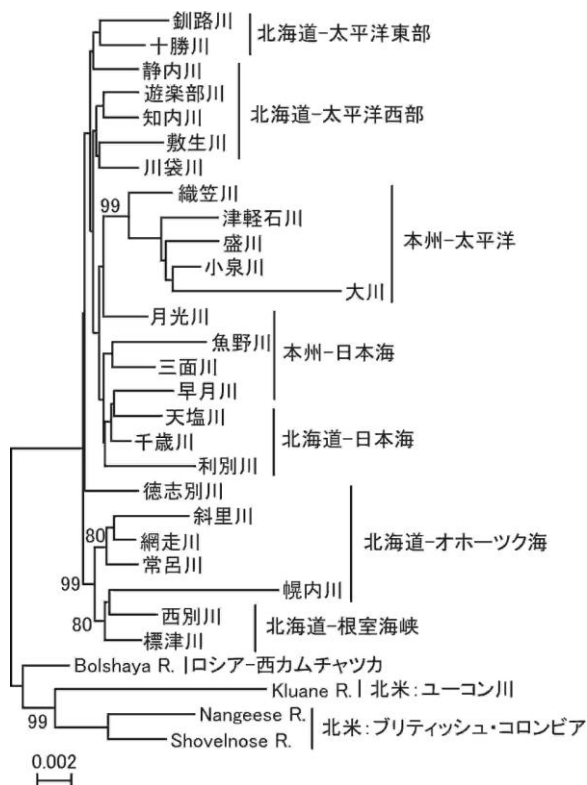 釧路川
十勝川
北海道-太平洋東部
静内川
遊楽部川
知内川
敷生川
川袋川
北海道-太平洋西部
99
織笠川
津軽石川
盛川
小泉川
大川
本州-太平洋
月光川
魚野川
三面川
早月川
本州-日本海
天塩川
千歳川
利別川
北海道-日本海
徳志別川
80
斜里川
網走川
常呂川
北海道-オホーツク海
99
幌内川
80
西別川
標津川
北海道-根室海峡
Bolshaya R. ロシア-西カムチャツカ
Kluane R. 北米:ユーコン川
99
Nangeese R.
Shovelnose R.
北米:ブリティッシュ・コロンビア
0.002